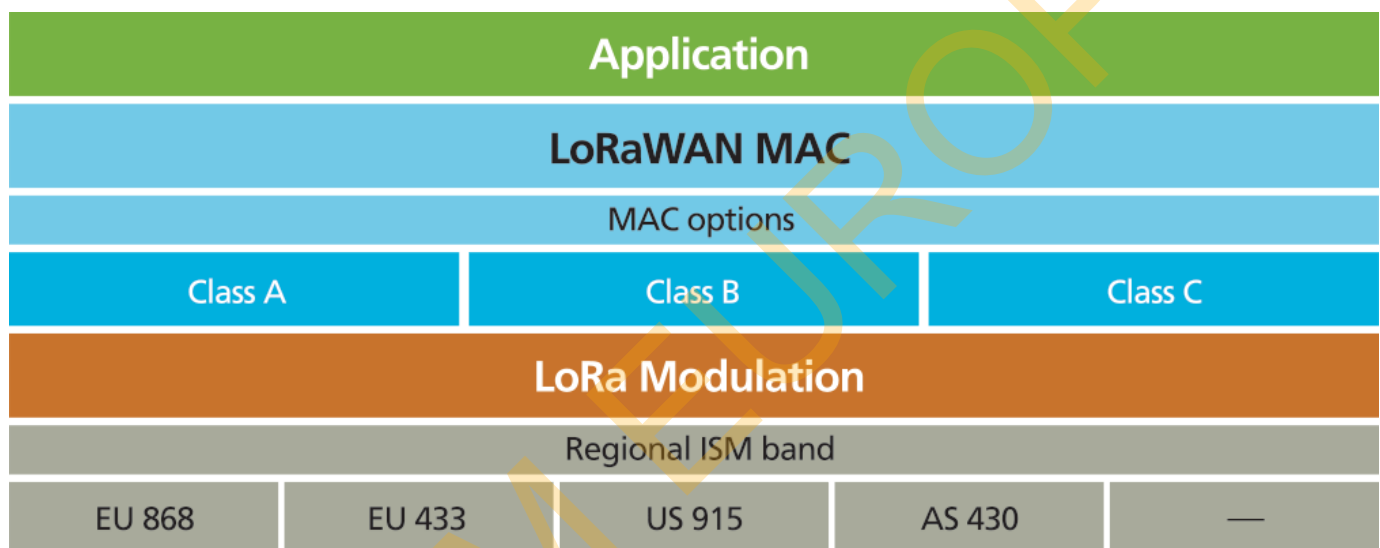 Application
LoRaWAN MAC
MAC options
Class A Class B Class C
LoRa Modulation
Regional ISM band
EU 868 EU 433 US 915 AS 430 —